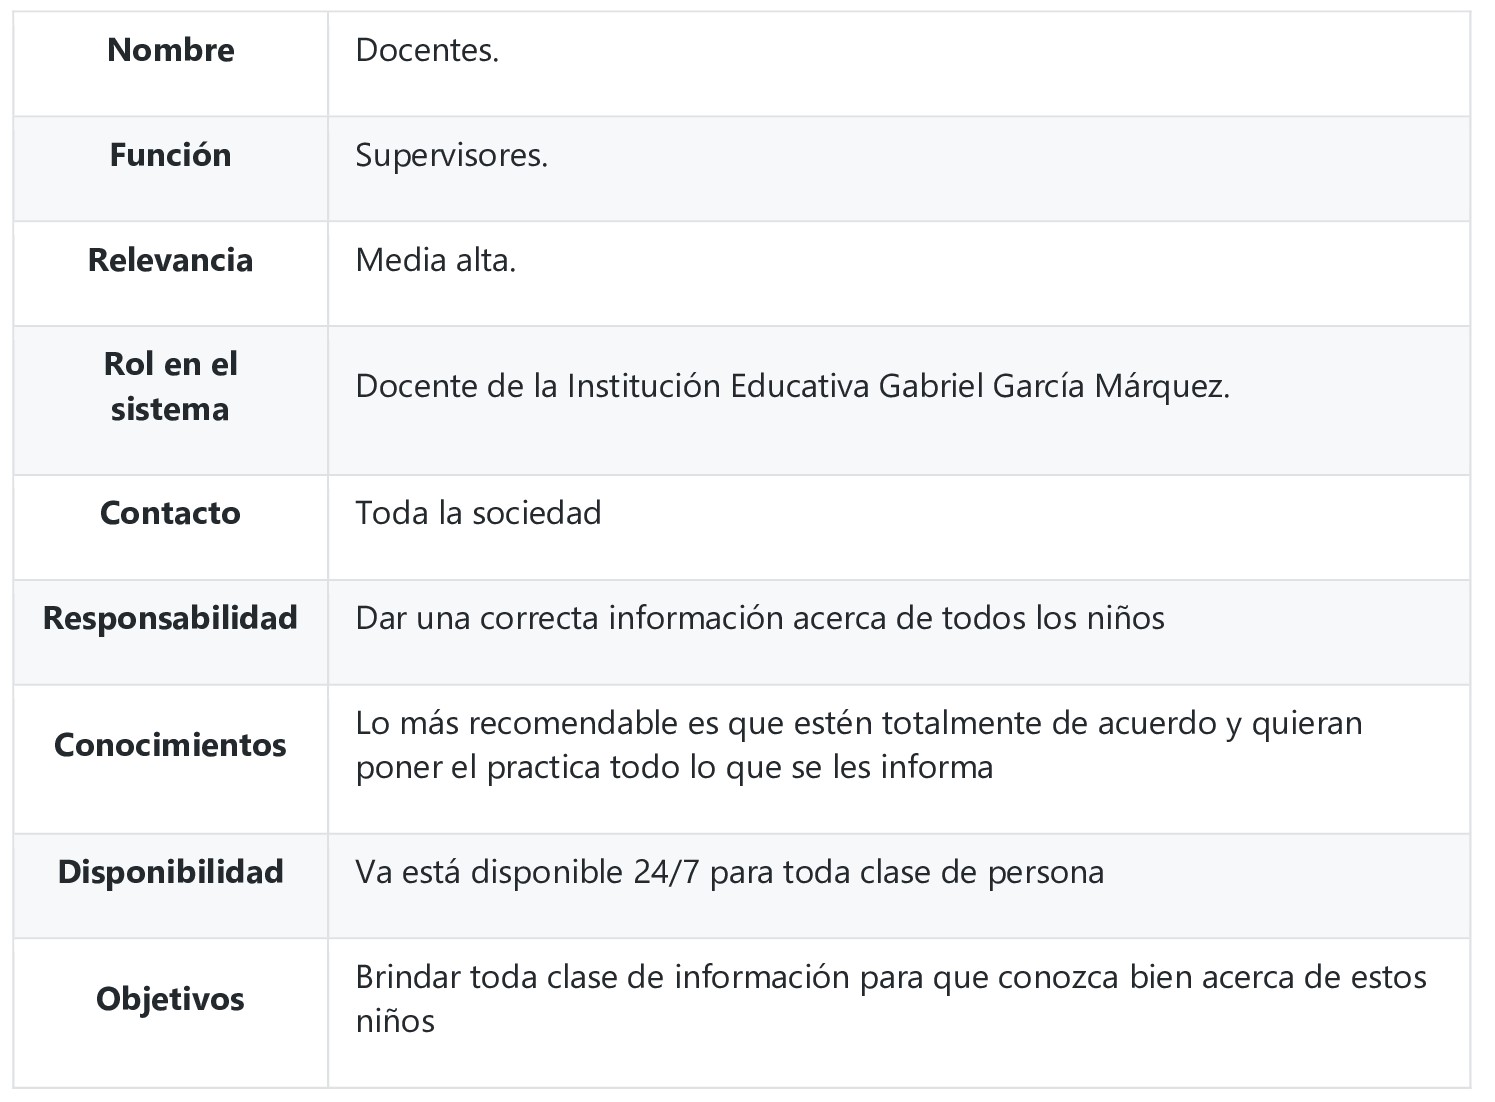 Nombre
Docentes.
Función
Supervisores.
Relevancia
Media alta.
Rol en el
sistema
Docente de la Institución Educativa Gabriel García Márquez.
Contacto
Toda la sociedad
Responsabilidad
Dar una correcta información acerca de todos los niños
Conocimientos
Lo más recomendable es que estén totalmente de acuerdo y quieran
poner el practica todo lo que se les informa
Disponibilidad
Va está disponible 24/7 para toda clase de persona
Objetivos
Brindar toda clase de información para que conozca bien acerca de estos
niños